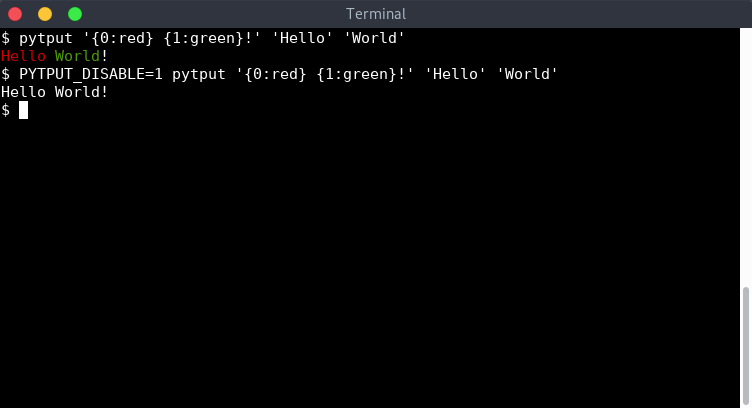 Terminal
$ pytput '{0:red} {1:green}!' 'Hello' 'World'
Hello World!
$ PYTPUT_DISABLE=1 pytput '{0:red} {1:green}!' 'Hello' 'World'
Hello World!
$